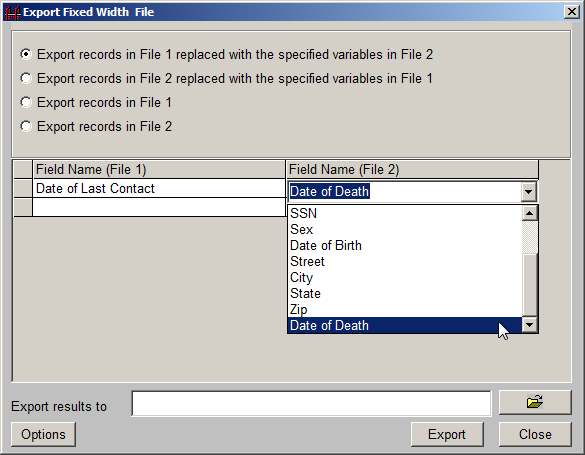 Export Fixed Width File
Export records in File 1 replaced with the specified variables in File 2
Export records in File 2 replaced with the specified variables in File 1
Export records in File 1
Export records in File 2
Field Name (File 1) Field Name (File 2)
Date of Last Contact Date of Death
SSN
Sex
Date of Birth
Street
City
State
Zip
Date of Death
Export results to
Options Export Close